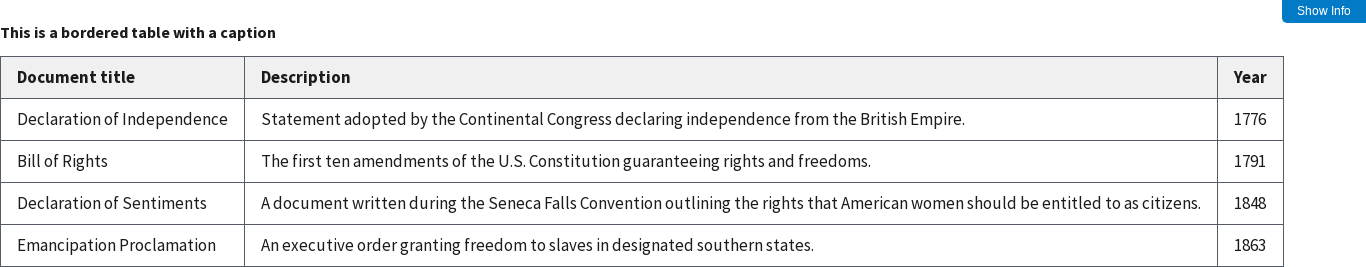 Show Info
This is a bordered table with a caption
Document title Description Year
Declaration of Independence Statement adopted by the Continental Congress declaring independence from the British Empire. 1776
Bill of Rights The first ten amendments of the U.S. Constitution guaranteeing rights and freedoms. 1791
Declaration of Sentiments A document written during the Seneca Falls Convention outlining the rights that American women should be entitled to as citizens. 1848
Emancipation Proclamation An executive order granting freedom to slaves in designated southern states. 1863